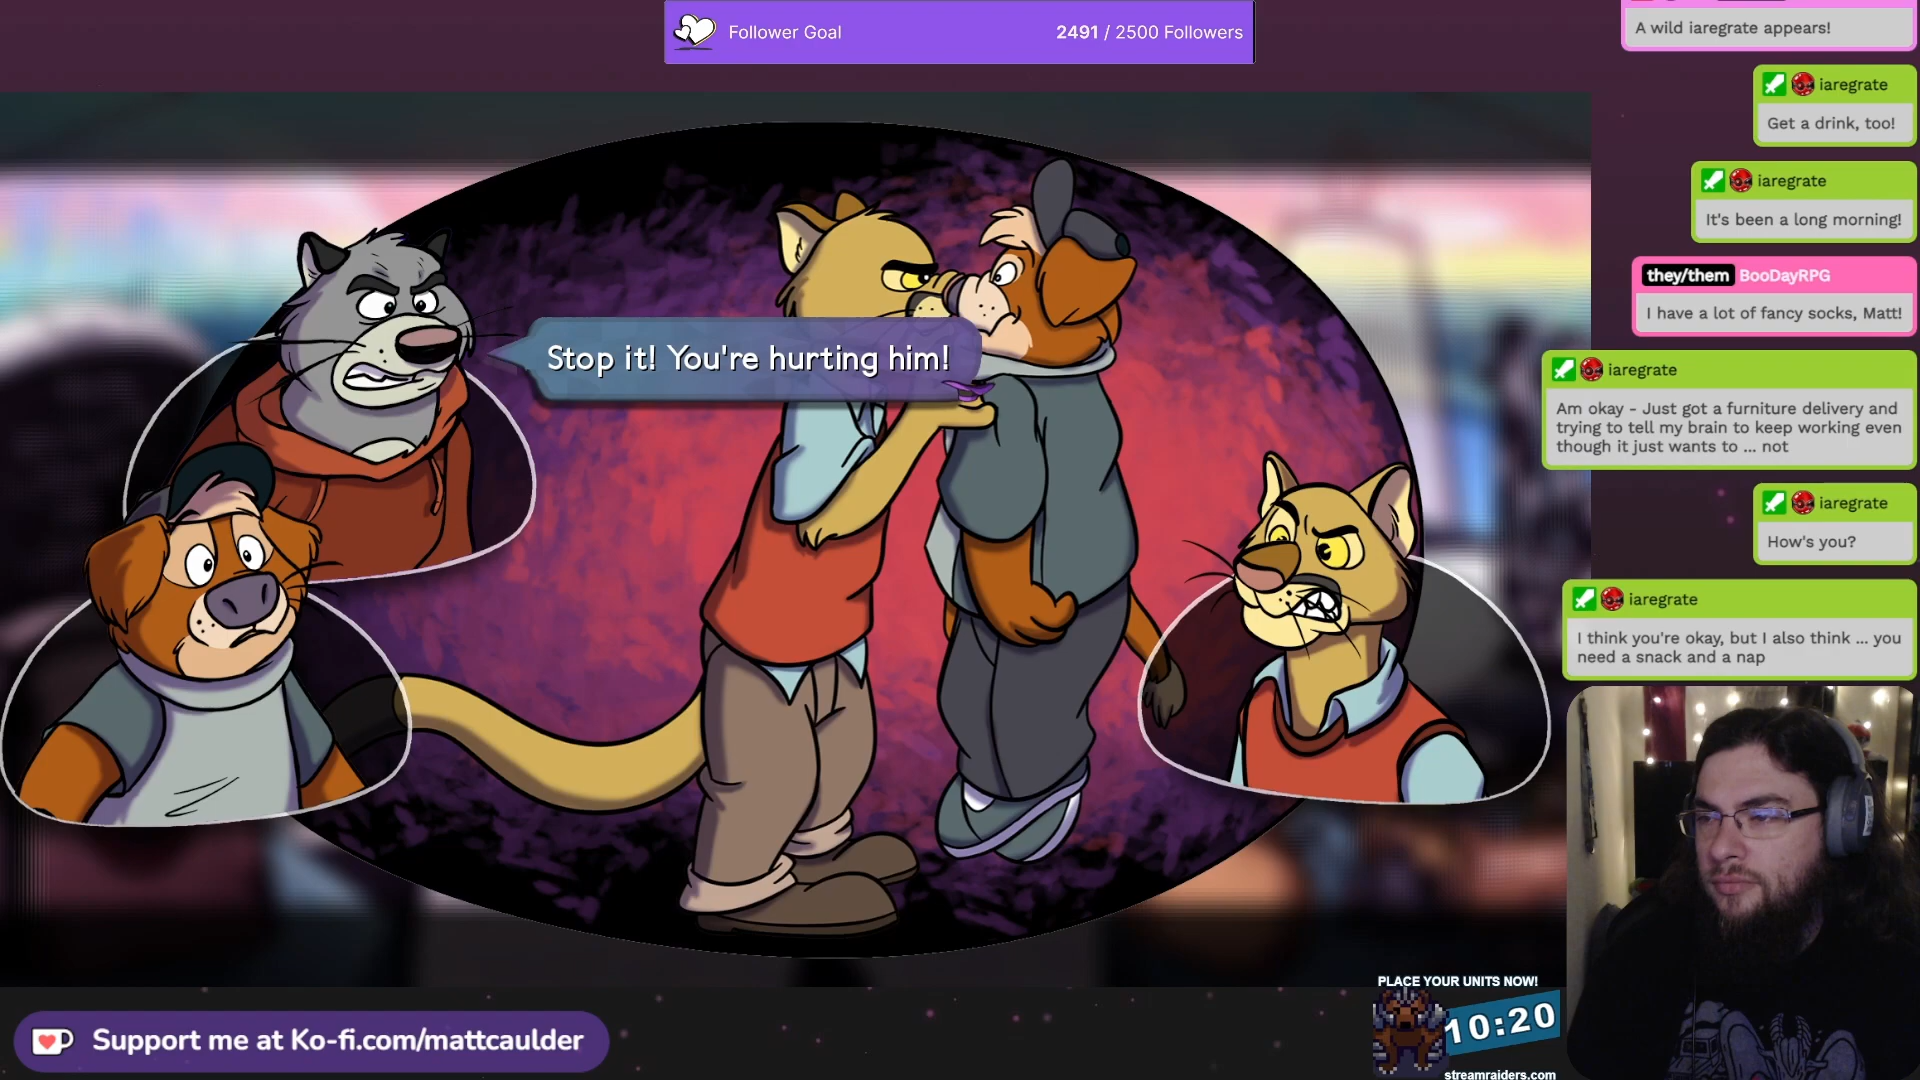 Follower Goal
2491 / 2500 Followers
A wild iaregrate appears!
iaregrate
Get a drink, too!
iaregrate
It's been a long morning!
they/them BooDayRPG
I have a lot of fancy socks, Matt!
iaregrate
Am okay - Just got a furniture delivery and
trying to tell my brain to keep working even
though it just wants to ... not
iaregrate
How's you?
iaregrate
I think you're okay, but I also think ... you
need a snack and a nap
Stop it! You're hurting him!
Support me at Ko-fi.com/mattcaulder
PLACE YOUR UNITS NOW!
10:20
streamraiders.com